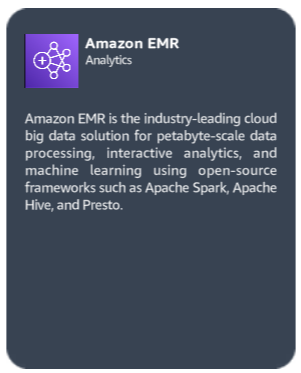 Amazon EMR
Analytics
Amazon EMR is the industry-leading cloud
big data solution for petabyte-scale data
processing, interactive analytics, and
machine learning using open-source
frameworks such as Apache Spark, Apache
Hive, and Presto.